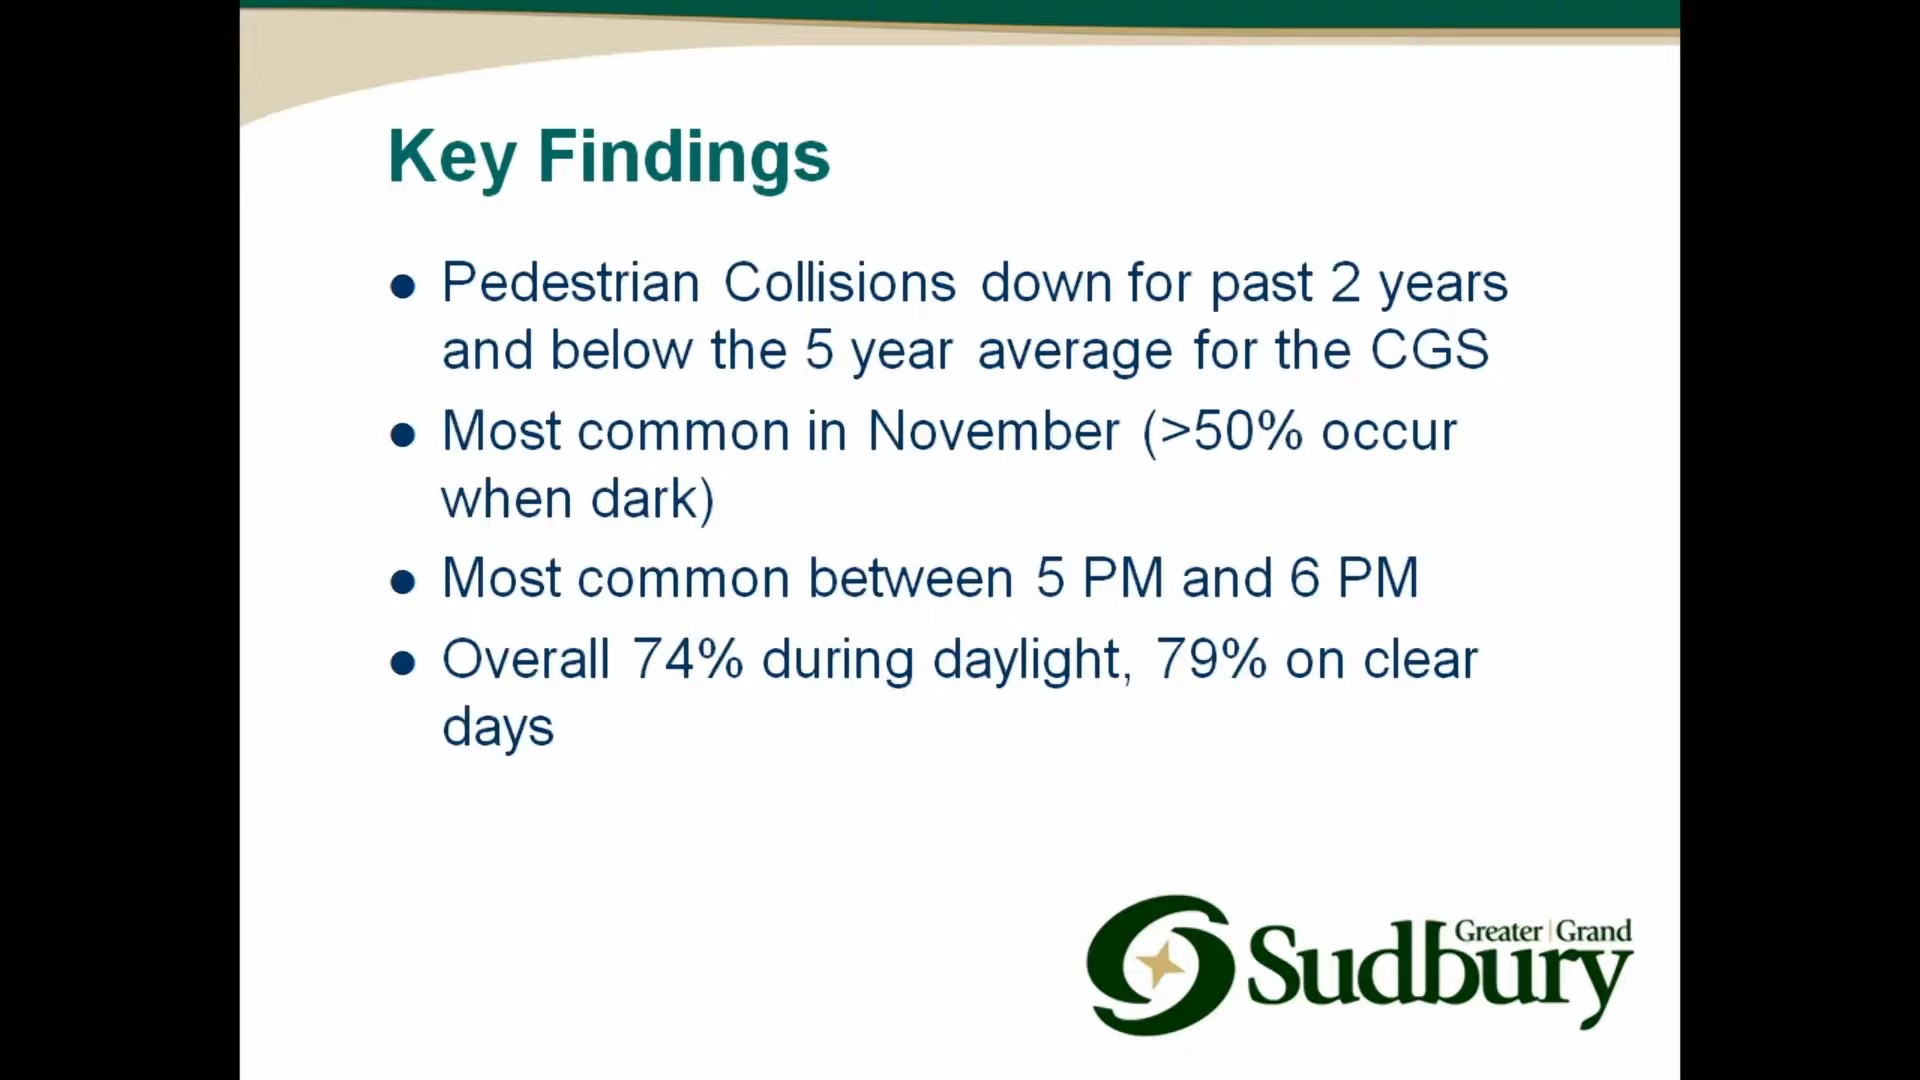 Key Findings
● Pedestrian Collisions down for past 2 years
and below the 5 year average for the CGS
● Most common in November (>50% occur
when dark)
● Most common between 5 PM and 6 PM
● Overall 74% during daylight, 79% on clear
days
Greater | Grand
Sudbury